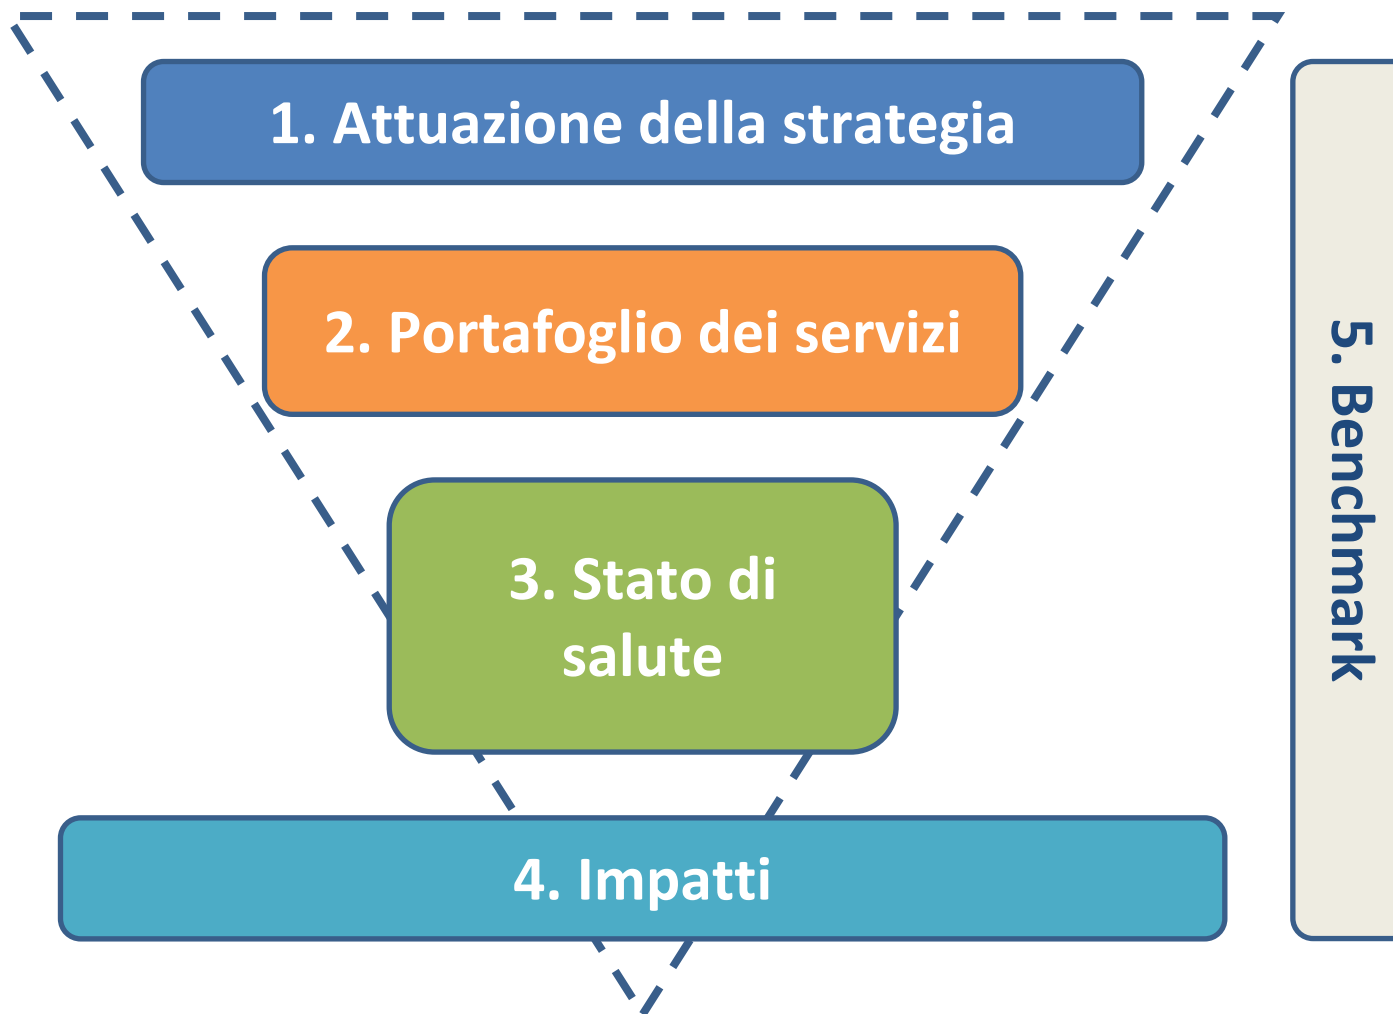 1. Attuazione della strategia
2. Portafoglio dei servizi
3. Stato di
salute
4. Impatti
5. Benchmark